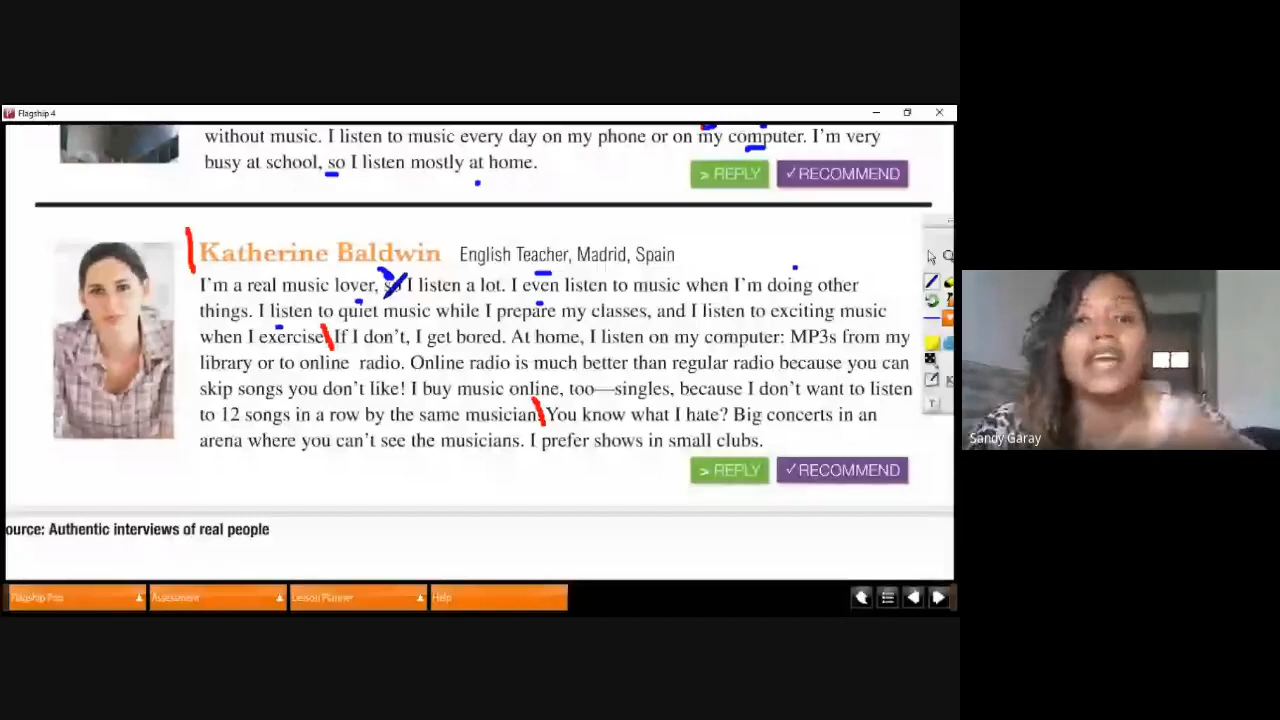 Flagship 4
without music. I listen to music every day on my phone or on my computer. I'm very
busy at school, so I listen mostly at home.
> REPLY ✓RECOMMEND
Katherine Baldwin English Teacher, Madrid, Spain
I'm a real music lover, so I listen a lot. I even listen to music when I'm doing other
things. I listen to quiet music while I prepare my classes, and I listen to exciting music
when I exercise. If I don't, I get bored. At home, I listen on my computer: MP3s from my
library or to online radio. Online radio is much better than regular radio because you can
skip songs you don't like! I buy music online, too—singles, because I don't want to listen
to 12 songs in a row by the same musician. You know what I hate? Big concerts in an
arena where you can't see the musicians. I prefer shows in small clubs.
> REPLY ✓RECOMMEND
Sandy Garay
ource: Authentic interviews of real people
Assessment Lesson Planner Help